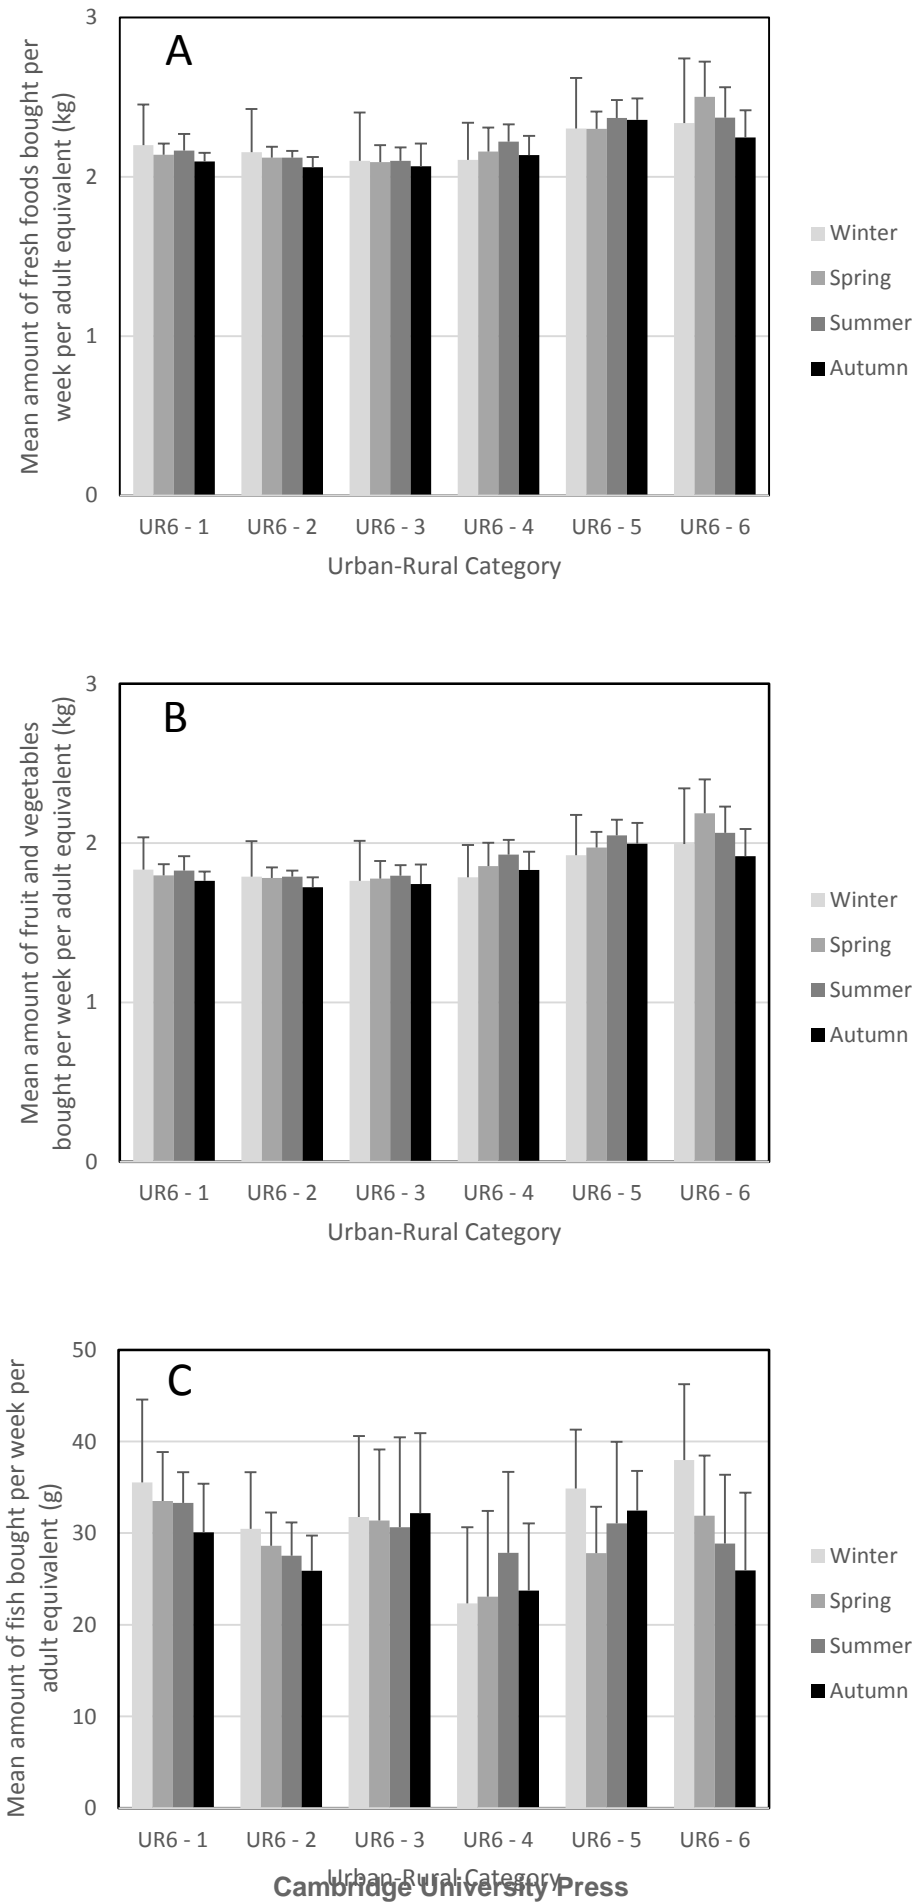 A
Mean amount of fresh foods bought per
week per adult equivalent (kg)
3
2
1
0
UR6 - 1 UR6 - 2 UR6 - 3 UR6 - 4 UR6 - 5 UR6 - 6
Urban-Rural Category
Winter
Spring
Summer
Autumn
B
Mean amount of fruit and vegetables
bought per week per adult equivalent (kg)
3
2
1
0
UR6 - 1 UR6 - 2 UR6 - 3 UR6 - 4 UR6 - 5 UR6 - 6
Urban-Rural Category
Winter
Spring
Summer
Autumn
C
Mean amount of fish bought per week per
adult equivalent (g)
50
40
30
20
10
0
UR6 - 1 UR6 - 2 UR6 - 3 UR6 - 4 UR6 - 5 UR6 - 6
Urban-Rural Category
Winter
Spring
Summer
Autumn
Cambridge University Press